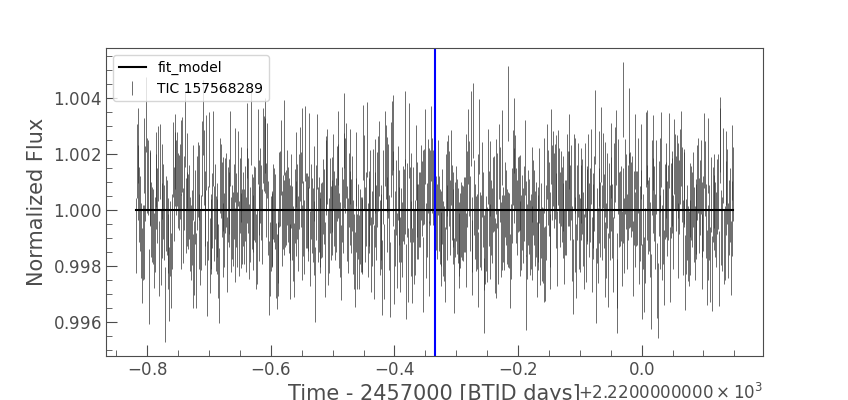 fit_model
TIC 157568289
Normalized Flux
1.004
1.002
1.000
0.998
0.996
−0.8
−0.6
−0.4
−0.2
0.0
Time - 2457000 [BTJD days]
+2.2200000000 × 10³